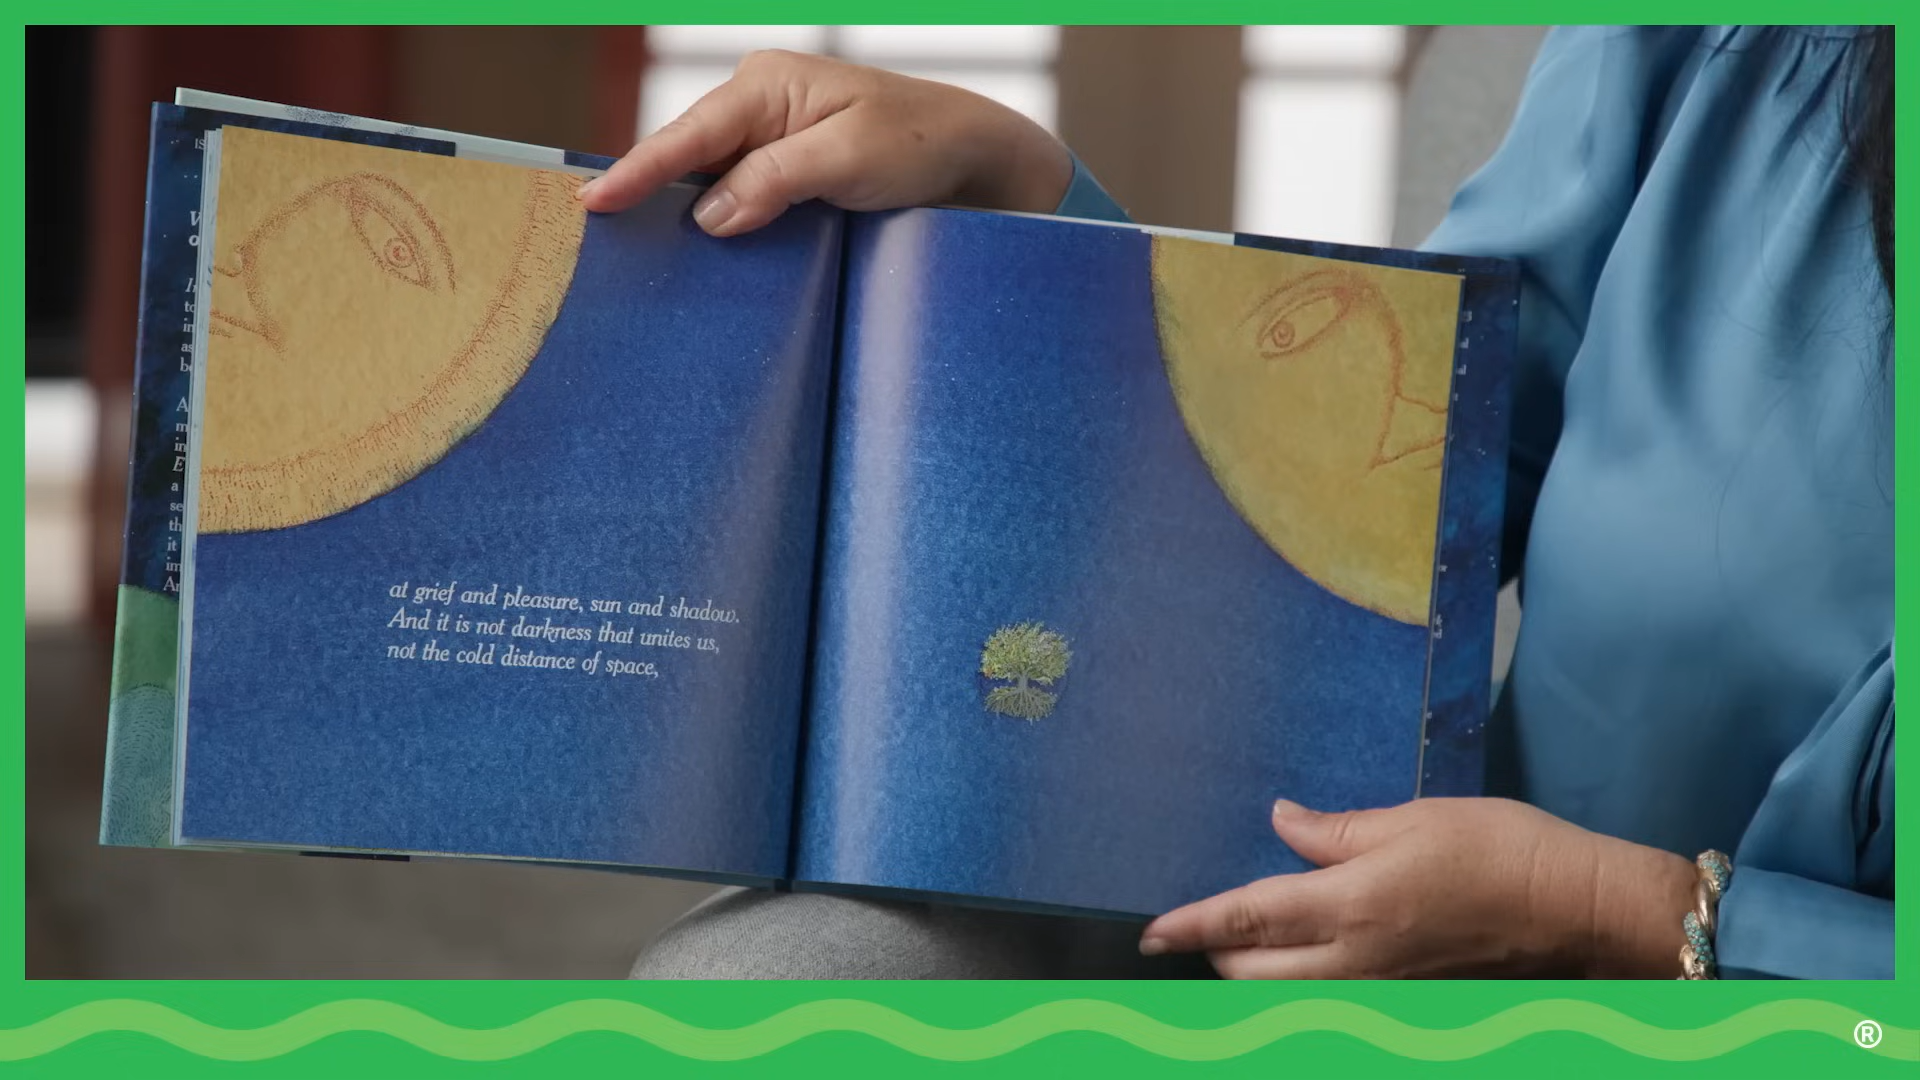 at grief and pleasure, sun and shadow.
And it is not darkness that unites us,
not the cold distance of space,
®